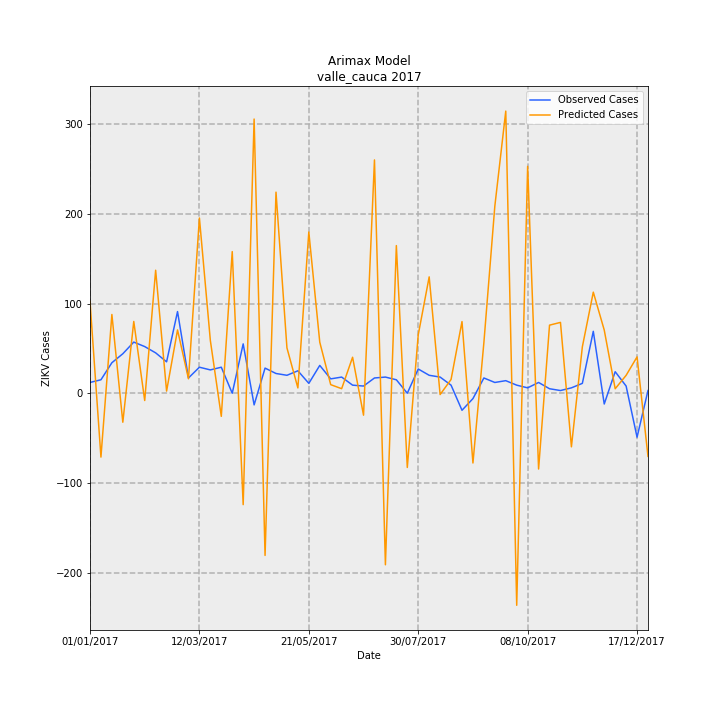 Arimax Model
valle_cauca 2017
Observed Cases
Predicted Cases
ZIKV Cases
300
200
100
0
−100
−200
01/01/2017
12/03/2017
21/05/2017
30/07/2017
08/10/2017
17/12/2017
Date